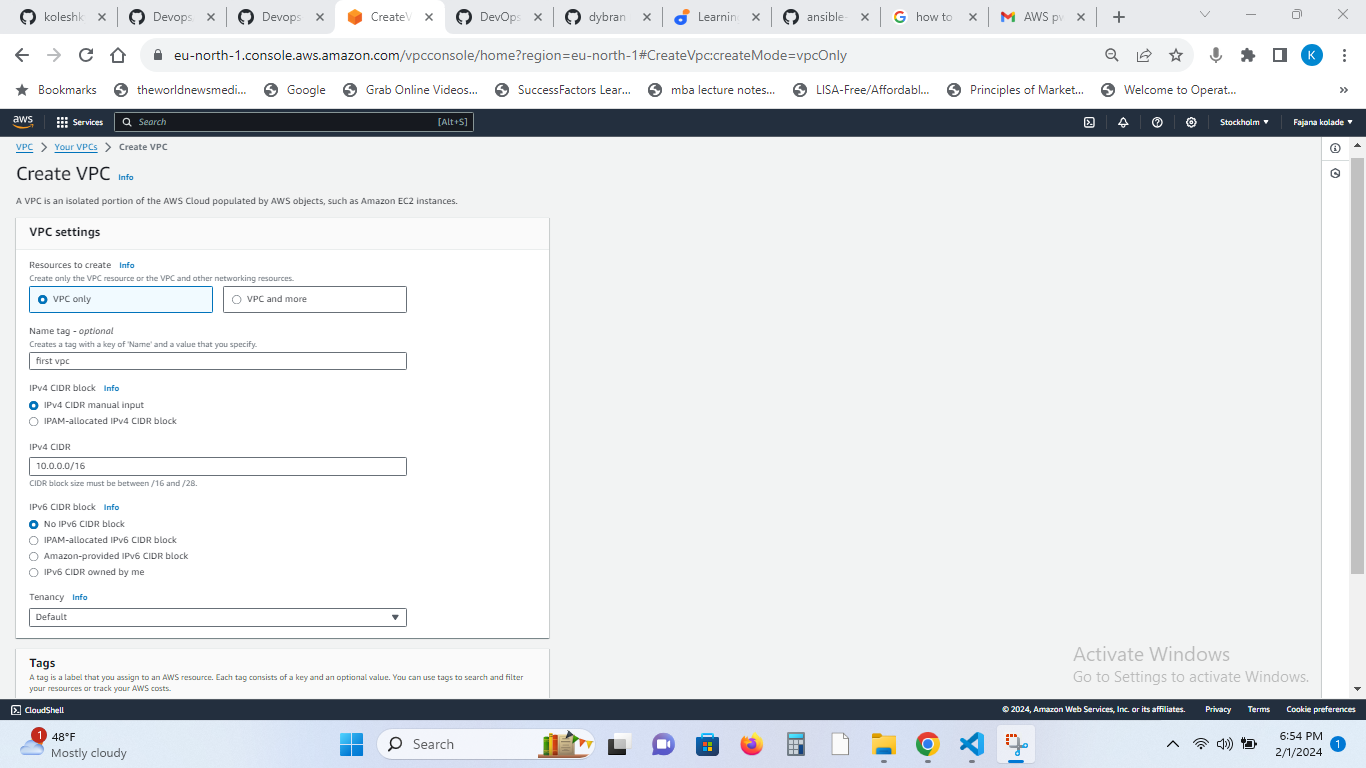 koleshk
Devops
Devops
CreateV
DevOps
dybran
Learnin
ansible-
how to
AWS pv
eu-north-1.console.aws.amazon.com/vpcconsole/home?region=eu-north-1#CreateVpc:createMode=vpcOnly
K
Bookmarks
theworldnewsmedi...
Google
Grab Online Videos...
SuccessFactors Lear...
mba lecture notes...
LISA-Free/Affordabl...
Principles of Market...
Welcome to Operat...
»
aws
Services
Search
[Alt+S]
Stockholm
Fajana kolade
VPC
Your VPCs
Create VPC
Create VPC Info
A VPC is an isolated portion of the AWS Cloud populated by AWS objects, such as Amazon EC2 instances.
VPC settings
Resources to create Info
Create only the VPC resource or the VPC and other networking resources.
VPC only
VPC and more
Name tag - optional
Creates a tag with a key of 'Name' and a value that you specify.
first vpc
IPv4 CIDR block Info
IPv4 CIDR manual input
IPAM-allocated IPv4 CIDR block
IPv4 CIDR
10.0.0.0/16
CIDR block size must be between /16 and /28.
IPv6 CIDR block Info
No IPv6 CIDR block
IPAM-allocated IPv6 CIDR block
Amazon-provided IPv6 CIDR block
IPv6 CIDR owned by me
Tenancy Info
Default
Tags
A tag is a label that you assign to an AWS resource. Each tag consists of a key and an optional value. You can use tags to search and filter
your resources or track your AWS costs.
Activate Windows
Go to Settings to activate Windows.
CloudShell
© 2024, Amazon Web Services, Inc. or its affiliates.
Privacy
Terms
Cookie preferences
1
48°F
Mostly cloudy
Search
6:54 PM
2/1/2024
1